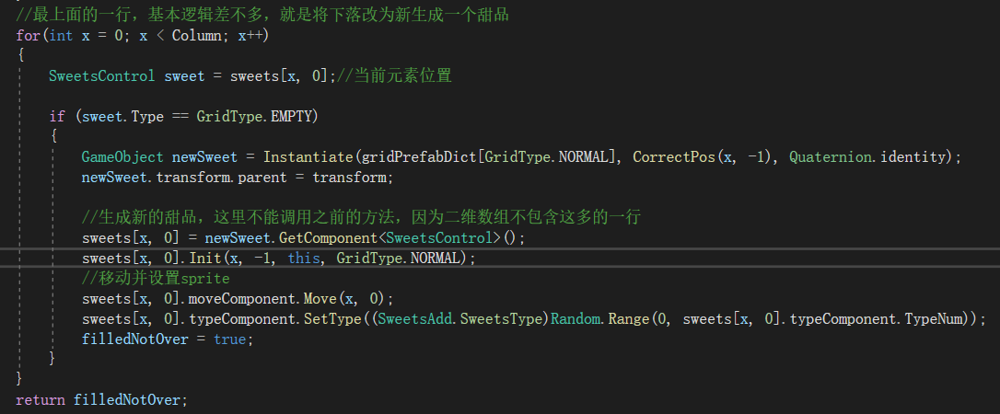 //最上面的一行，基本逻辑差不多，就是将下落改为新生成一个甜品
for(int x = 0; x < Column; x++)
{
    SweetsControl sweet = sweets[x, 0];//当前元素位置
    if (sweet.Type == GridType.EMPTY)
    {
        GameObject newSweet = Instantiate(gridPrefabDict[GridType.NORMAL], CorrectPos(x, -1), Quaternion.identity);
        newSweet.transform.parent = transform;
        //生成新的甜品，这里不能调用之前的方法，因为二维数组不包含这多的一行
        sweets[x, 0] = newSweet.GetComponent<SweetsControl>();
        sweets[x, 0].Init(x, -1, this, GridType.NORMAL);
        //移动并设置sprite
        sweets[x, 0].moveComponent.Move(x, 0);
        sweets[x, 0].typeComponent.SetType((SweetsAdd.SweetsType)Random.Range(0, sweets[x, 0].typeComponent.TypeNum));
        filledNotOver = true;
    }
}
return filledNotOver;